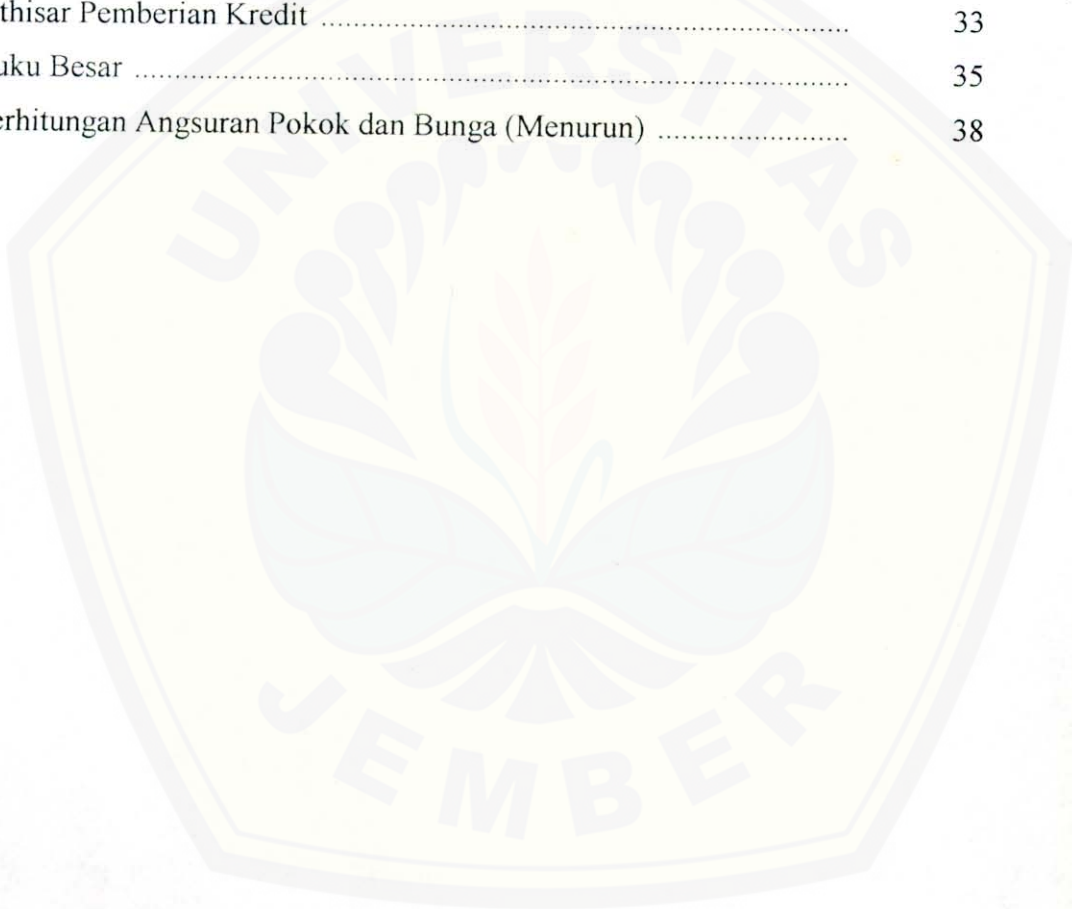 thisar Pemberian Kredit ........................................ 33
uku Besar ........................................ 35
erhitungan Angsuran Pokok dan Bunga (Menurun) ........................ 38
UNIVERSITAS
JEMBER